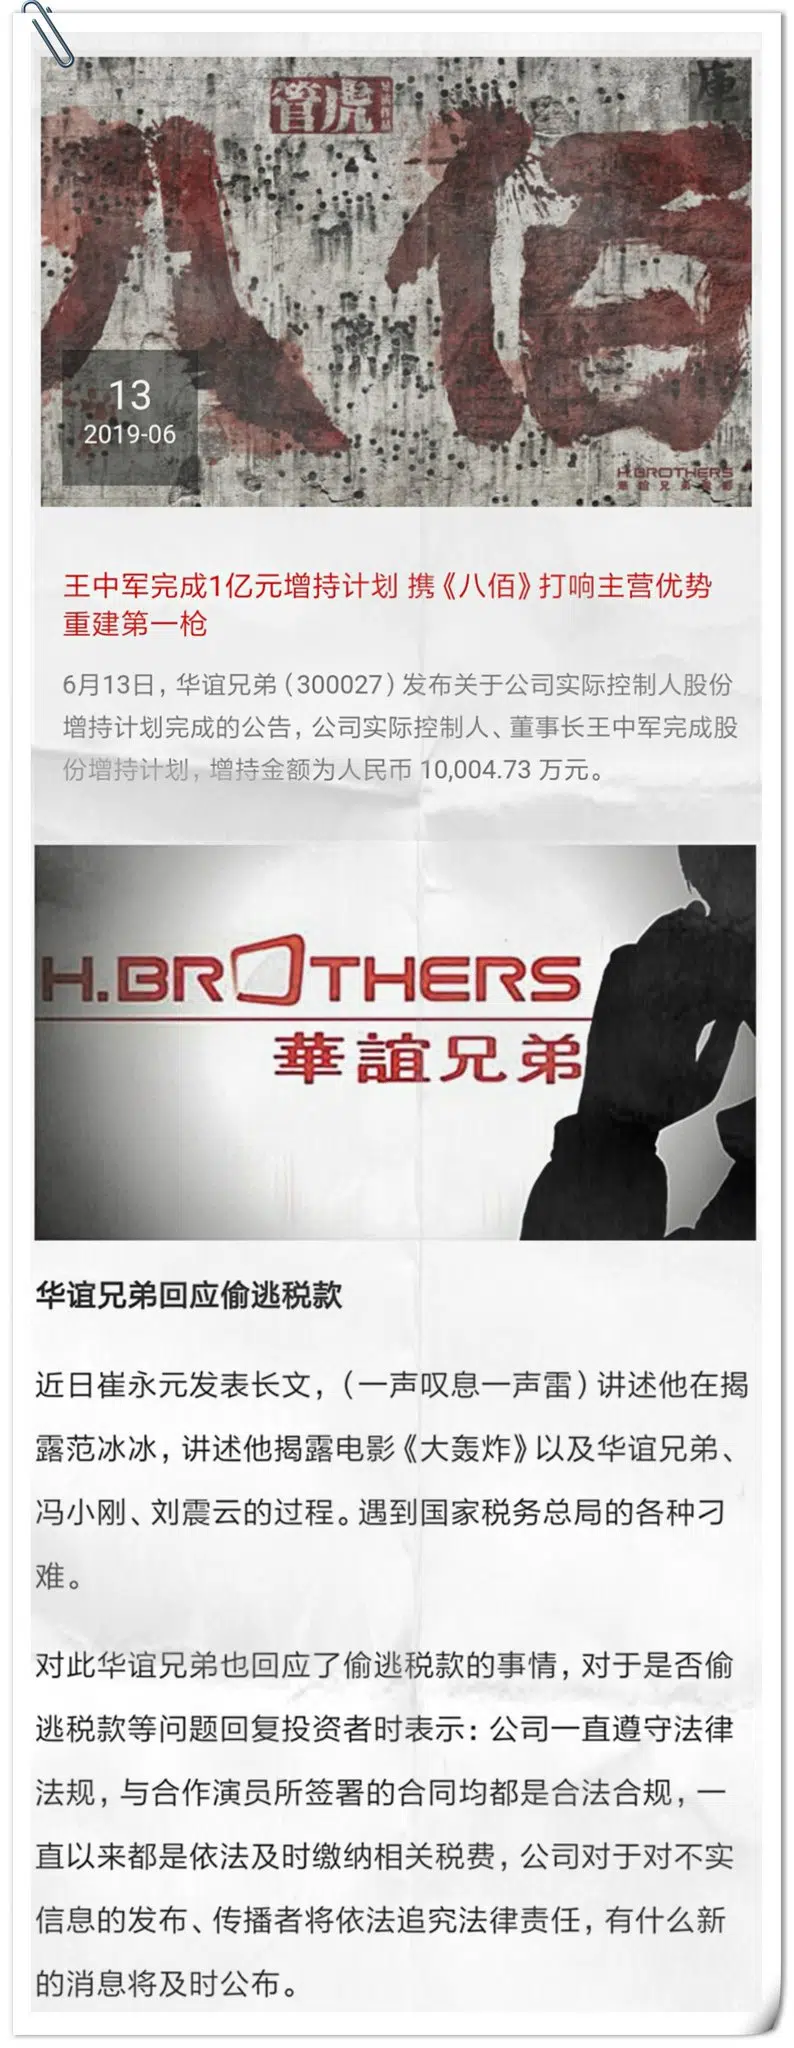 管虎
八佰
13
2019-06
H.BROTHERS
華誼兄弟電影
王中军完成1亿元增持计划 携《八佰》打响主营优势
重建第一枪
6月13日，华谊兄弟（300027）发布关于公司实际控制人股份
增持计划完成的公告，公司实际控制人、董事长王中军完成股
份增持计划，增持金额为人民币 10,004.73 万元。
H.BROTHERS
華誼兄弟
华谊兄弟回应偷逃税款
近日崔永元发表长文，（一声叹息一声雷）讲述他在揭
露范冰冰，讲述他揭露电影《大轰炸》以及华谊兄弟、
冯小刚、刘震云的过程。遇到国家税务总局的各种刁
难。
对此华谊兄弟也回应了偷逃税款的事情，对于是否偷
逃税款等问题回复投资者时表示：公司一直遵守法律
法规，与合作演员所签署的合同均都是合法合规，一
直以来都是依法及时缴纳相关税费，公司对于对不实
信息的发布、传播者将依法追究法律责任，有什么新
的消息将及时公布。